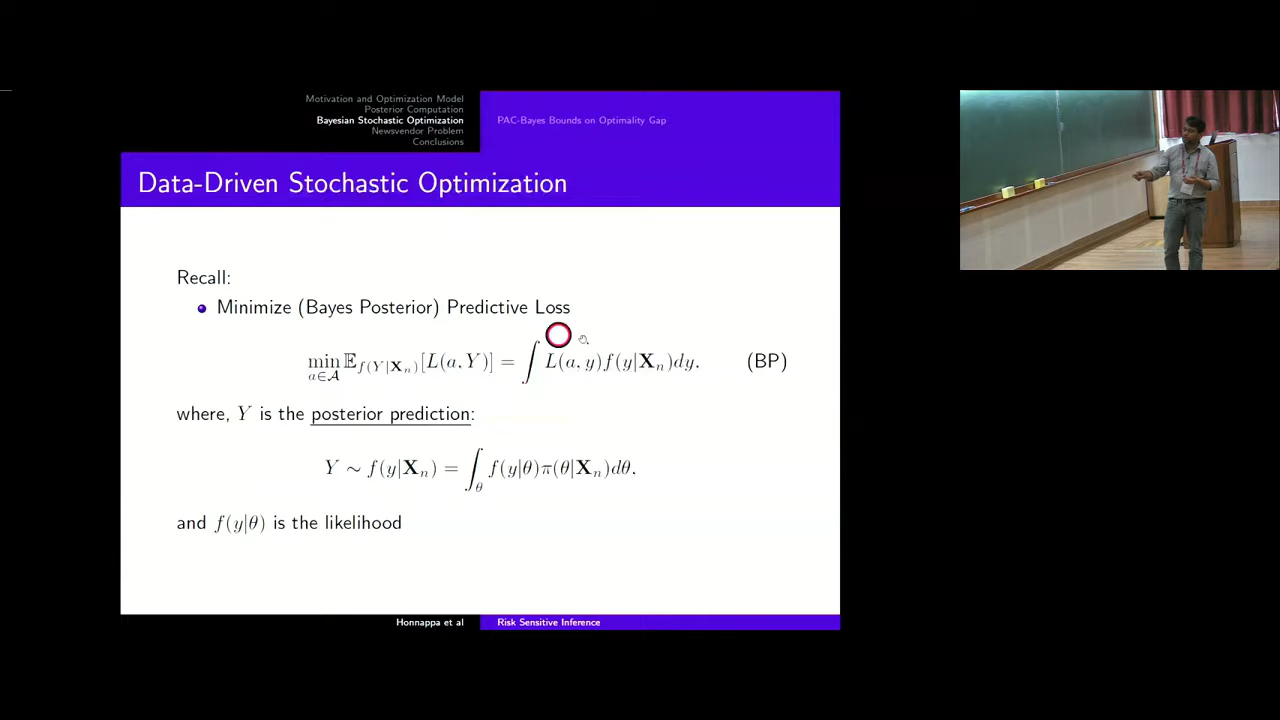 Motivation and Optimization Model
Posterior Computation
Bayesian Stochastic Optimization
Newsvendor Problem
Conclusions
PAC-Bayes Bounds on Optimality Gap
Data-Driven Stochastic Optimization
Recall:
Minimize (Bayes Posterior) Predictive Loss
min_{a∈𝒜} 𝔼_{f(Y|𝐗_n)}[L(a, Y)] = ∫ L(a, y)f(y|𝐗_n)dy. (BP)
where, Y is the posterior prediction:
Y ∼ f(y|𝐗_n) = ∫_θ f(y|θ)π(θ|𝐗_n)dθ.
and f(y|θ) is the likelihood
Honnappa et al
Risk Sensitive Inference